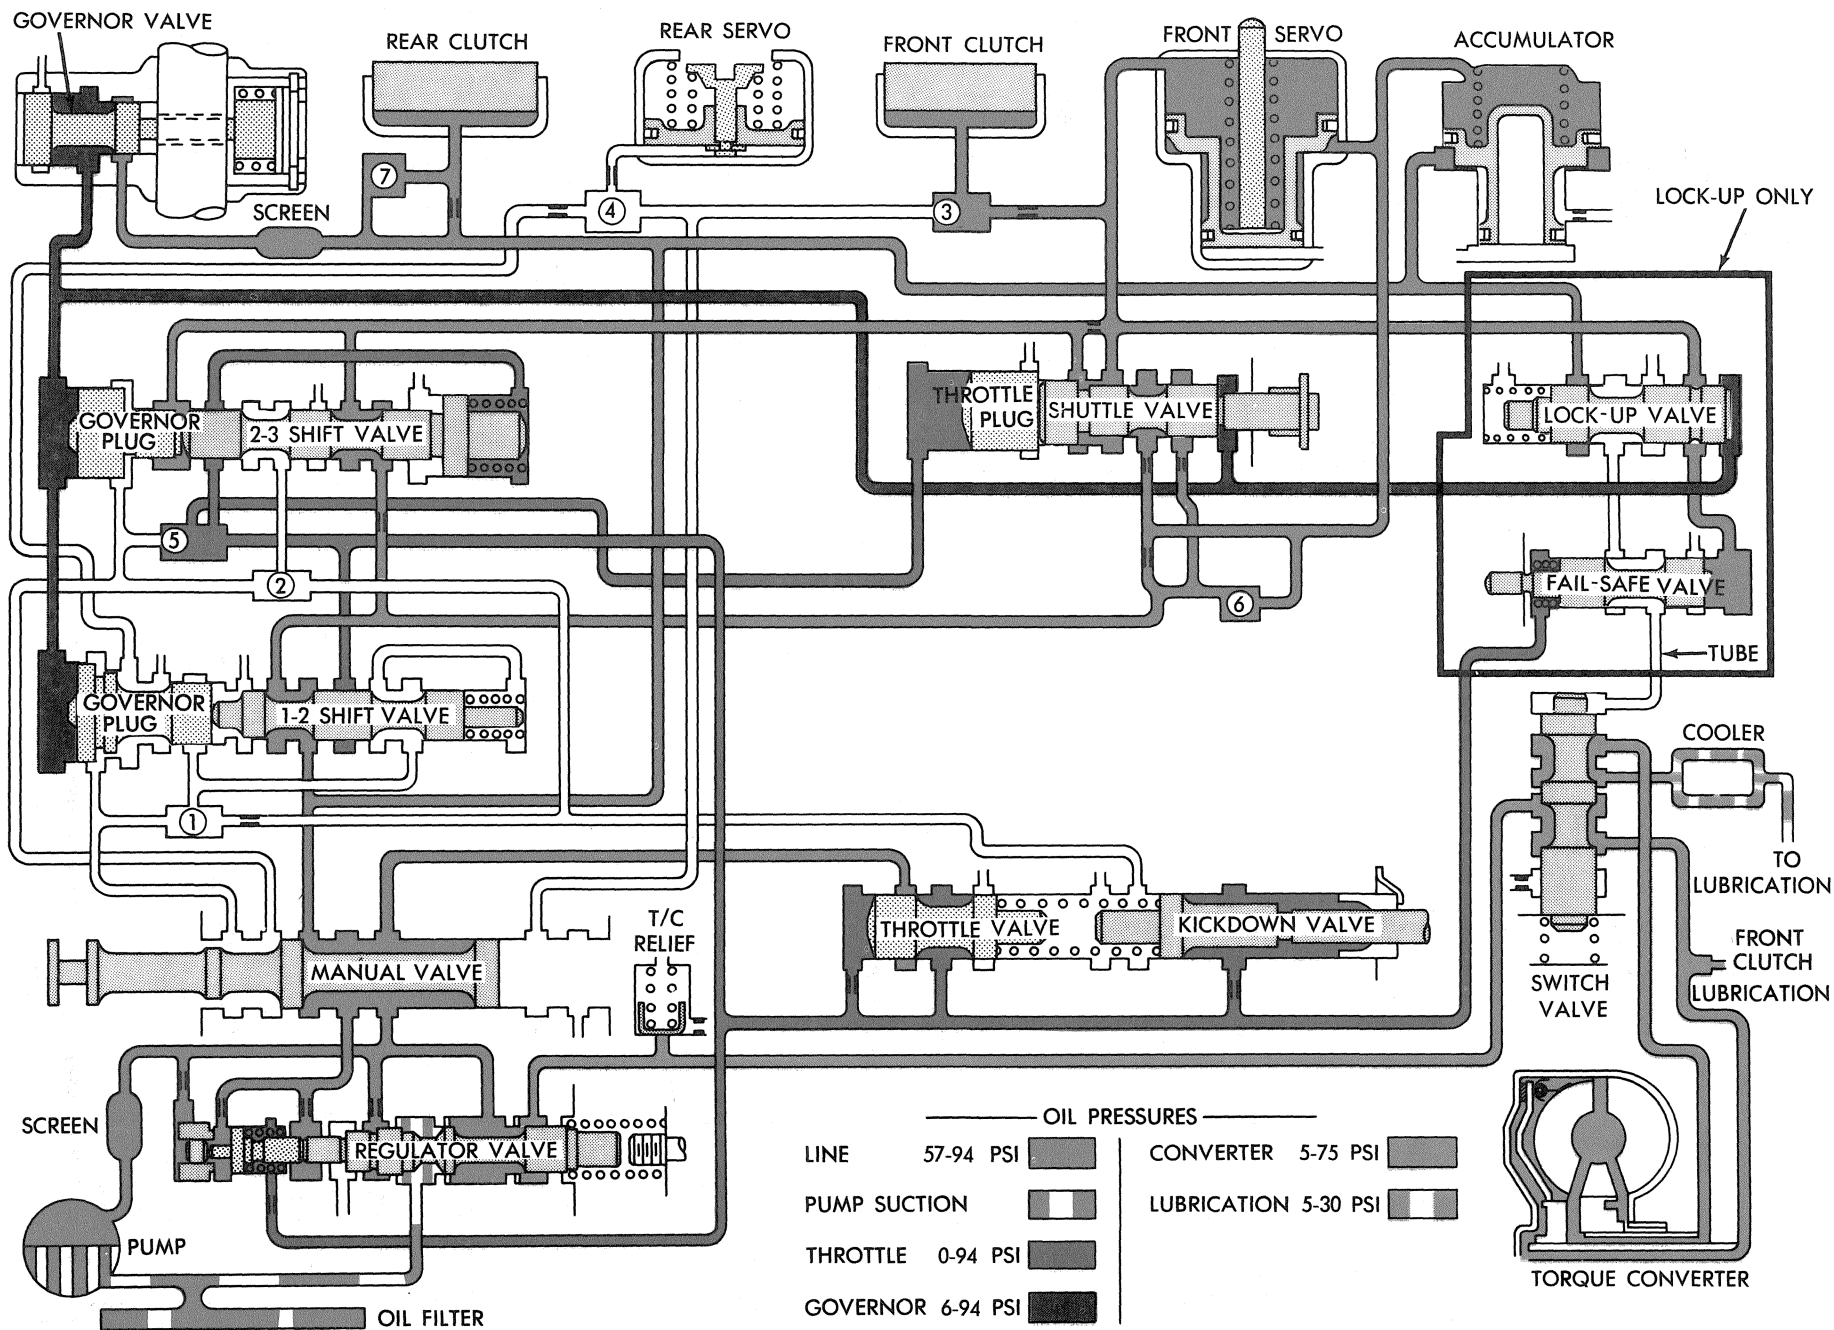 GOVERNOR VALVE
REAR CLUTCH
REAR SERVO
FRONT CLUTCH
FRONT SERVO
ACCUMULATOR
SCREEN
7
4
3
LOCK-UP ONLY
GOVERNOR
PLUG
2-3 SHIFT VALVE
THROTTLE
PLUG
SHUTTLE VALVE
LOCK-UP VALVE
5
2
6
FAIL-SAFE VALVE
TUBE
GOVERNOR
PLUG
1-2 SHIFT VALVE
1
COOLER
TO
LUBRICATION
T/C
RELIEF
THROTTLE VALVE
KICKDOWN VALVE
MANUAL VALVE
SWITCH
VALVE
FRONT
CLUTCH
LUBRICATION
SCREEN
REGULATOR VALVE
PUMP
OIL FILTER
OIL PRESSURES
LINE 57-94 PSI
PUMP SUCTION
THROTTLE 0-94 PSI
GOVERNOR 6-94 PSI
CONVERTER 5-75 PSI
LUBRICATION 5-30 PSI
TORQUE CONVERTER